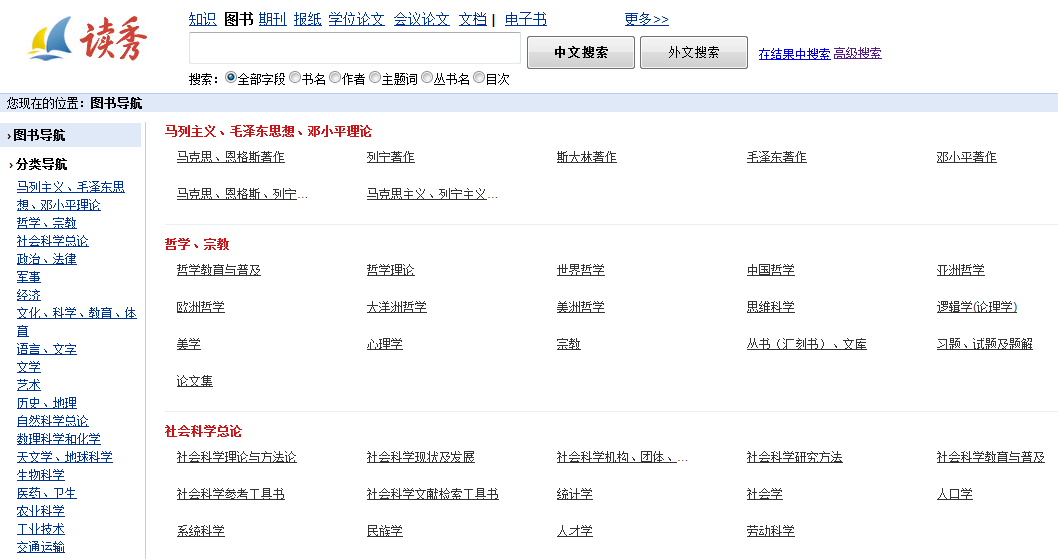 读秀
知识 图书 期刊 报纸 学位论文 会议论文 文档 | 电子书 更多>>
中文搜索 外文搜索 在结果中搜索 高级搜索
搜索: 全部字段 书名 作者 主题词 丛书名 目次
您现在的位置: 图书导航
›图书导航
›分类导航
马列主义、毛泽东思
想、邓小平理论
哲学、宗教
社会科学总论
政治、法律
军事
经济
文化、科学、教育、体
育
语言、文字
文学
艺术
历史、地理
自然科学总论
数理科学和化学
天文学、地球科学
生物科学
医药、卫生
农业科学
工业技术
交通运输
马列主义、毛泽东思想、邓小平理论
马克思、恩格斯著作 列宁著作 斯大林著作 毛泽东著作 邓小平著作
马克思、恩格斯、列宁... 马克思主义、列宁主义...
哲学、宗教
哲学教育与普及 哲学理论 世界哲学 中国哲学 亚洲哲学
欧洲哲学 大洋洲哲学 美洲哲学 思维科学 逻辑学(论理学)
美学 心理学 宗教 丛书（汇刻书）、文库 习题、试题及题解
论文集
社会科学总论
社会科学理论与方法论 社会科学现状及发展 社会科学机构、团体、... 社会科学研究方法 社会科学教育与普及
社会科学参考工具书 社会科学文献检索工具书 统计学 社会学 人口学
系统科学 民族学 人才学 劳动科学